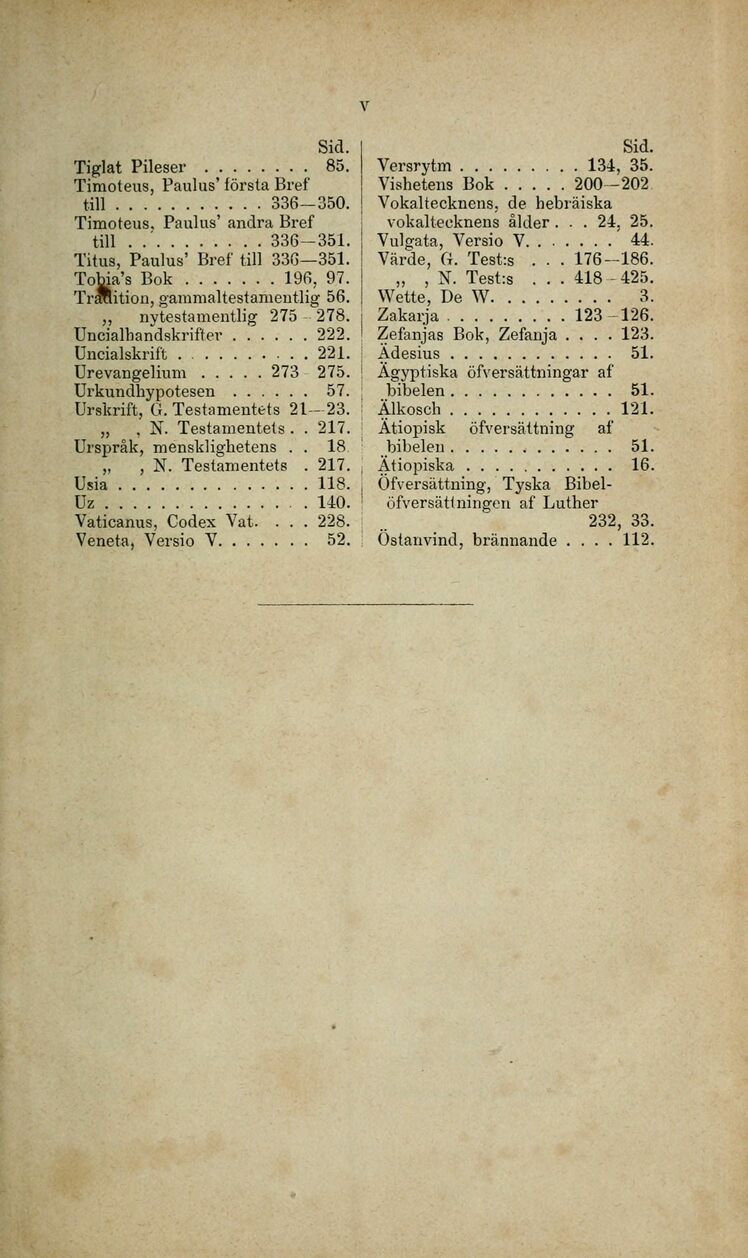 V
Sid.
Tiglat Pileser . . . . . . . . 85.
Timoteus, Paulus' första Bref
till . . . . . . . . . . . 336—350.
Timoteus, Paulus' andra Bref
till . . . . . . . . . . 336—351.
Titus, Paulus' Bref till 336—351.
Tobia's Bok . . . . . . . 196, 97.
Tradition, gammaltestamentlig 56.
„ nytestamentlig 275 - 278.
Uncialhandskrifter . . . . . . 222.
Uncialskrift . . . . . . . . . . 221.
Urevangelium . . . . . 273 275.
Urkundhypotesen . . . . . . 57.
Urskrift, G. Testamentets 21—23.
„ , N. Testamentets . . 217.
Urspråk, mensklighetens . . 18
„ , N. Testamentets . 217.
Usia . . . . . . . . . . . . . . 118.
Uz . . . . . . . . . . . . . . . 140.
Vaticanus, Codex Vat. . . . . 228.
Veneta, Versio V. . . . . . . 52.
Sid.
Versrytm . . . . . . . . . 134, 35.
Vishetens Bok . . . . . 200—202
Vokaltecknens, de hebräiska
vokaltecknens ålder . . . 24, 25.
Vulgata, Versio V. . . . . . . 44.
Värde, G. Test:s . . . 176—186.
„ , N. Test:s . . . 418 - 425.
Wette, De W. . . . . . . . . 3.
Zakarja . . . . . . . . . 123—126.
Zefanjas Bok, Zefanja . . . . 123.
Ädesius . . . . . . . . . . . . 51.
Ägyptiska öfversättningar af
bibelen . . . . . . . . . . . . 51.
Älkosch . . . . . . . . . . . . 121.
Ätiopisk öfversättning af
bibelen . . . . . . . . . . . . 51.
Ätiopiska . . . . . . . . . . . 16.
Öfversättning, Tyska Bibel-
öfversättningen af Luther
232, 33.
Östanvind, brännande . . . . 112.